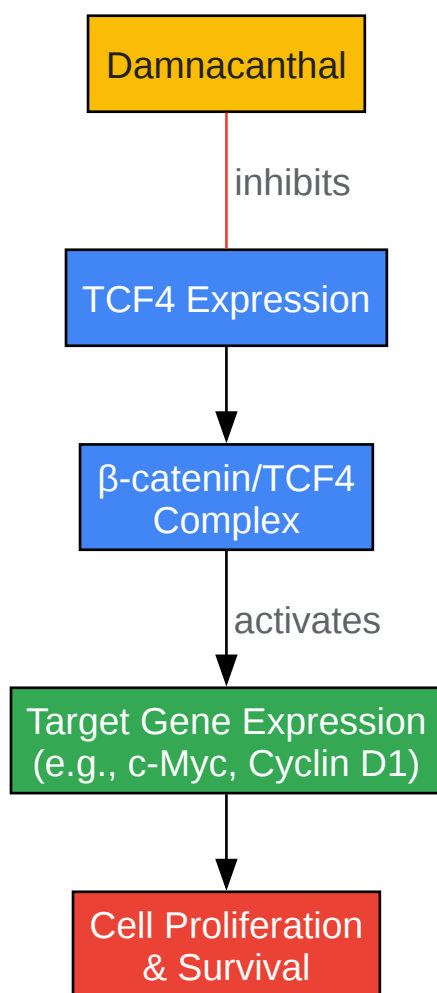 Damnacanthal
inhibits
TCF4 Expression
β-catenin/TCF4
Complex
activates
Target Gene Expression
(e.g., c-Myc, Cyclin D1)
Cell Proliferation
& Survival